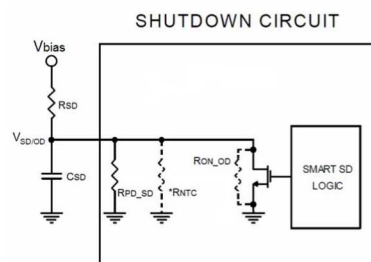 SHUTDOWN CIRCUIT
Vbias
RSD
VSD/OD
CSD
RPD_SD
*RNTC
RON_OD
SMART SD
LOGIC